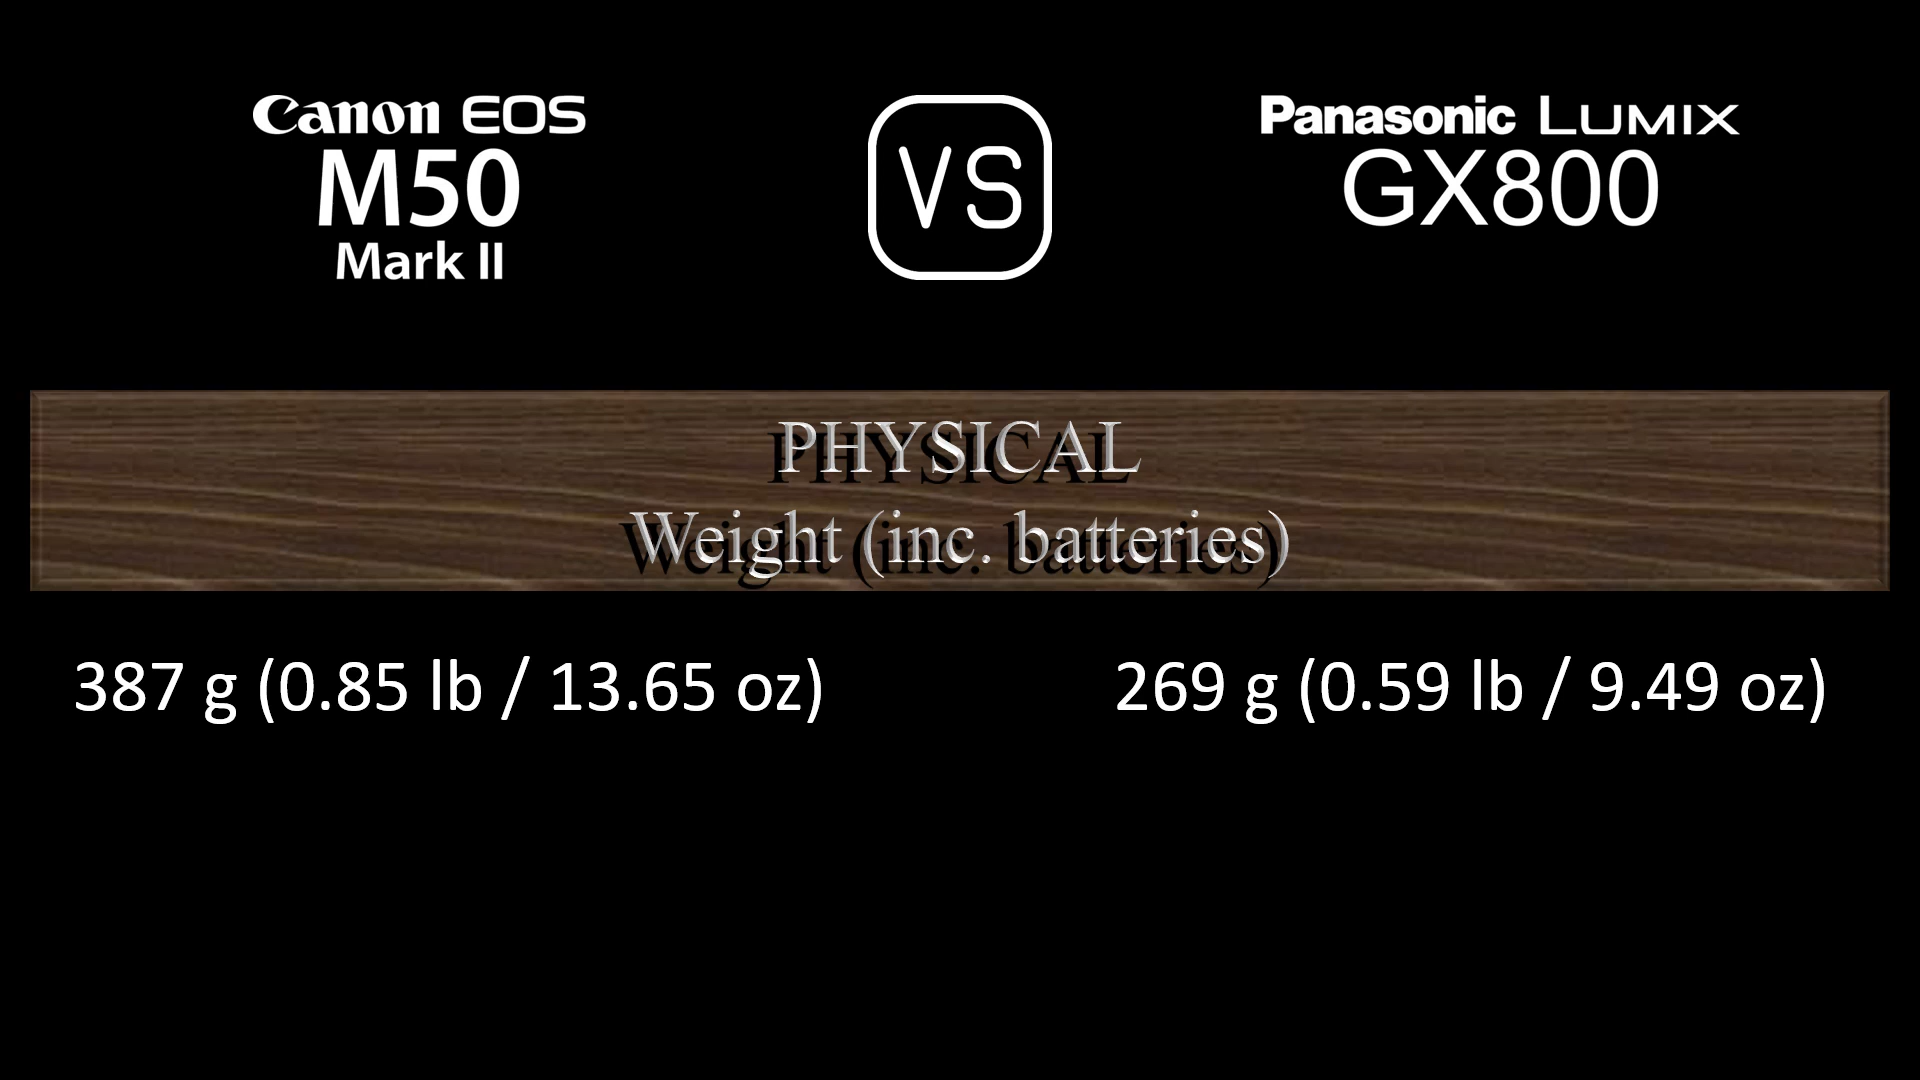 Canon EOS
M50
Mark II
VS
Panasonic LUMIX
GX800
PHYSICAL
Weight (inc. batteries)
387 g (0.85 lb / 13.65 oz)
269 g (0.59 lb / 9.49 oz)